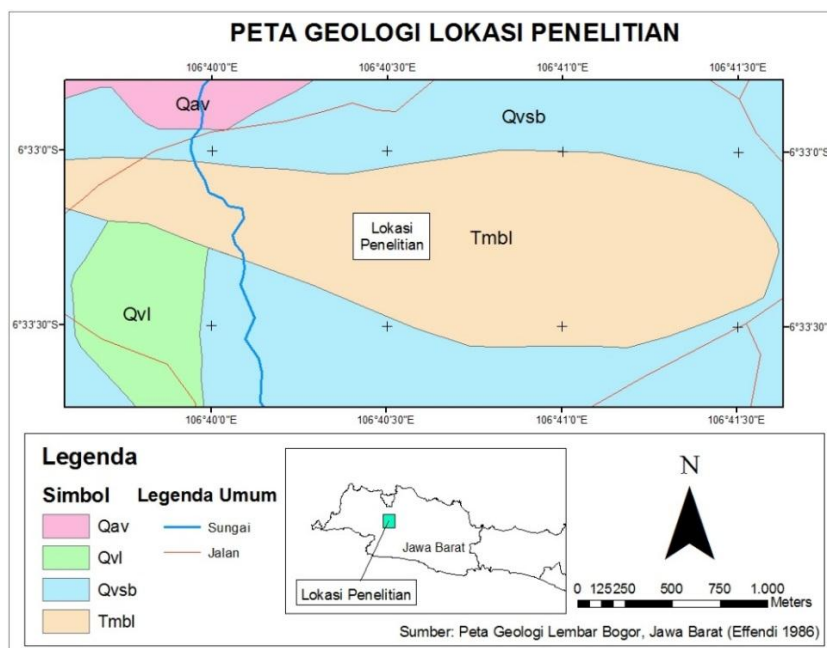 PETA GEOLOGI LOKASI PENELITIAN
106°40'0"E 106°40'30"E 106°41'0"E 106°41'30"E
Qav
Qvsb
6°33'0"S 6°33'0"S
Lokasi
Penelitian
Tmbl
Qvl
6°33'30"S 6°33'30"S
106°40'0"E 106°40'30"E 106°41'0"E 106°41'30"E
Legenda
Simbol
Qav
Qvl
Qvsb
Tmbl
Legenda Umum
Sungai
Jalan
Jawa Barat
Lokasi Penelitian
N
0 125 250 500 750 1.000
Meters
Sumber: Peta Geologi Lembar Bogor, Jawa Barat (Effendi 1986)